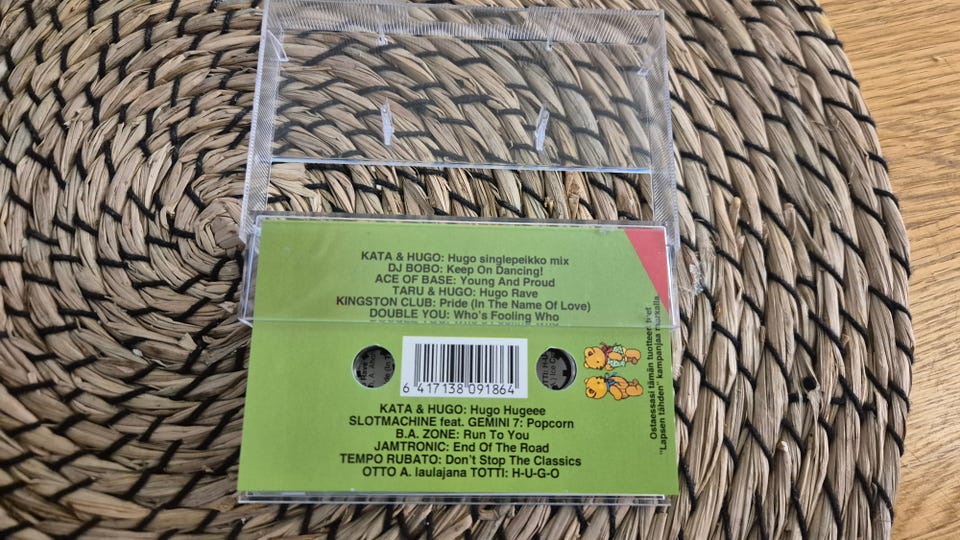 KATA & HUGO: Hugo singlepeikko mix
DJ BOBO: Keep On Dancing!
ACE OF BASE: Young And Proud
TARU & HUGO: Hugo Rave
KINGSTON CLUB: Pride (In The Name Of Love)
DOUBLE YOU: Who's Fooling Who
6 417138 091864
KATA & HUGO: Hugo Hugeee
SLOTMACHINE feat. GEMINI 7: Popcorn
B.A. ZONE: Run To You
JAMTRONIC: End Of The Road
TEMPO RUBATO: Don't Stop The Classics
OTTO A. laulajana TOTTI: H-U-G-O
Ostaessasi tämän tuotteen
"Lapsen tähden" kampanjaa markalla